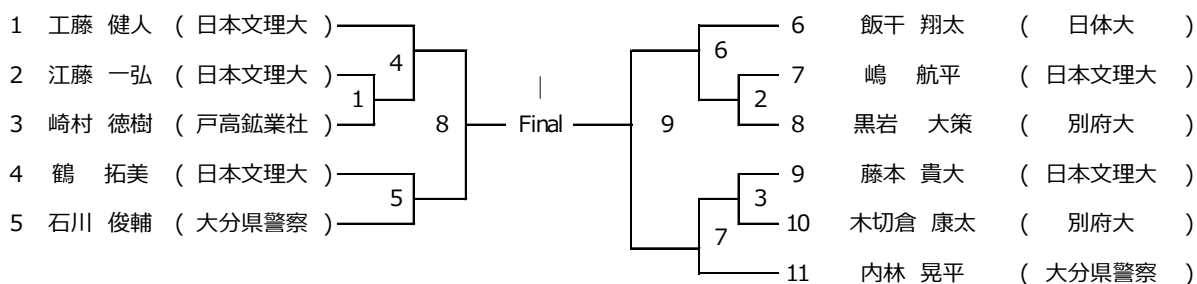 1 工藤 健人 ( 日本文理大 ) 6 飯干 翔太 ( 日体大 )
4 6
2 江藤 一弘 ( 日本文理大 ) 7 嶋 航平 ( 日本文理大 )
1 2
3 崎村 徳樹 ( 戸高鉱業社 ) 8 Final 9 8 黒岩 大策 ( 別府大 )
4 鶴 拓美 ( 日本文理大 ) 9 藤本 貴大 ( 日本文理大 )
5 3
5 石川 俊輔 ( 大分県警察 ) 10 木切倉 康太 ( 別府大 )
7
11 内林 晃平 ( 大分県警察 )